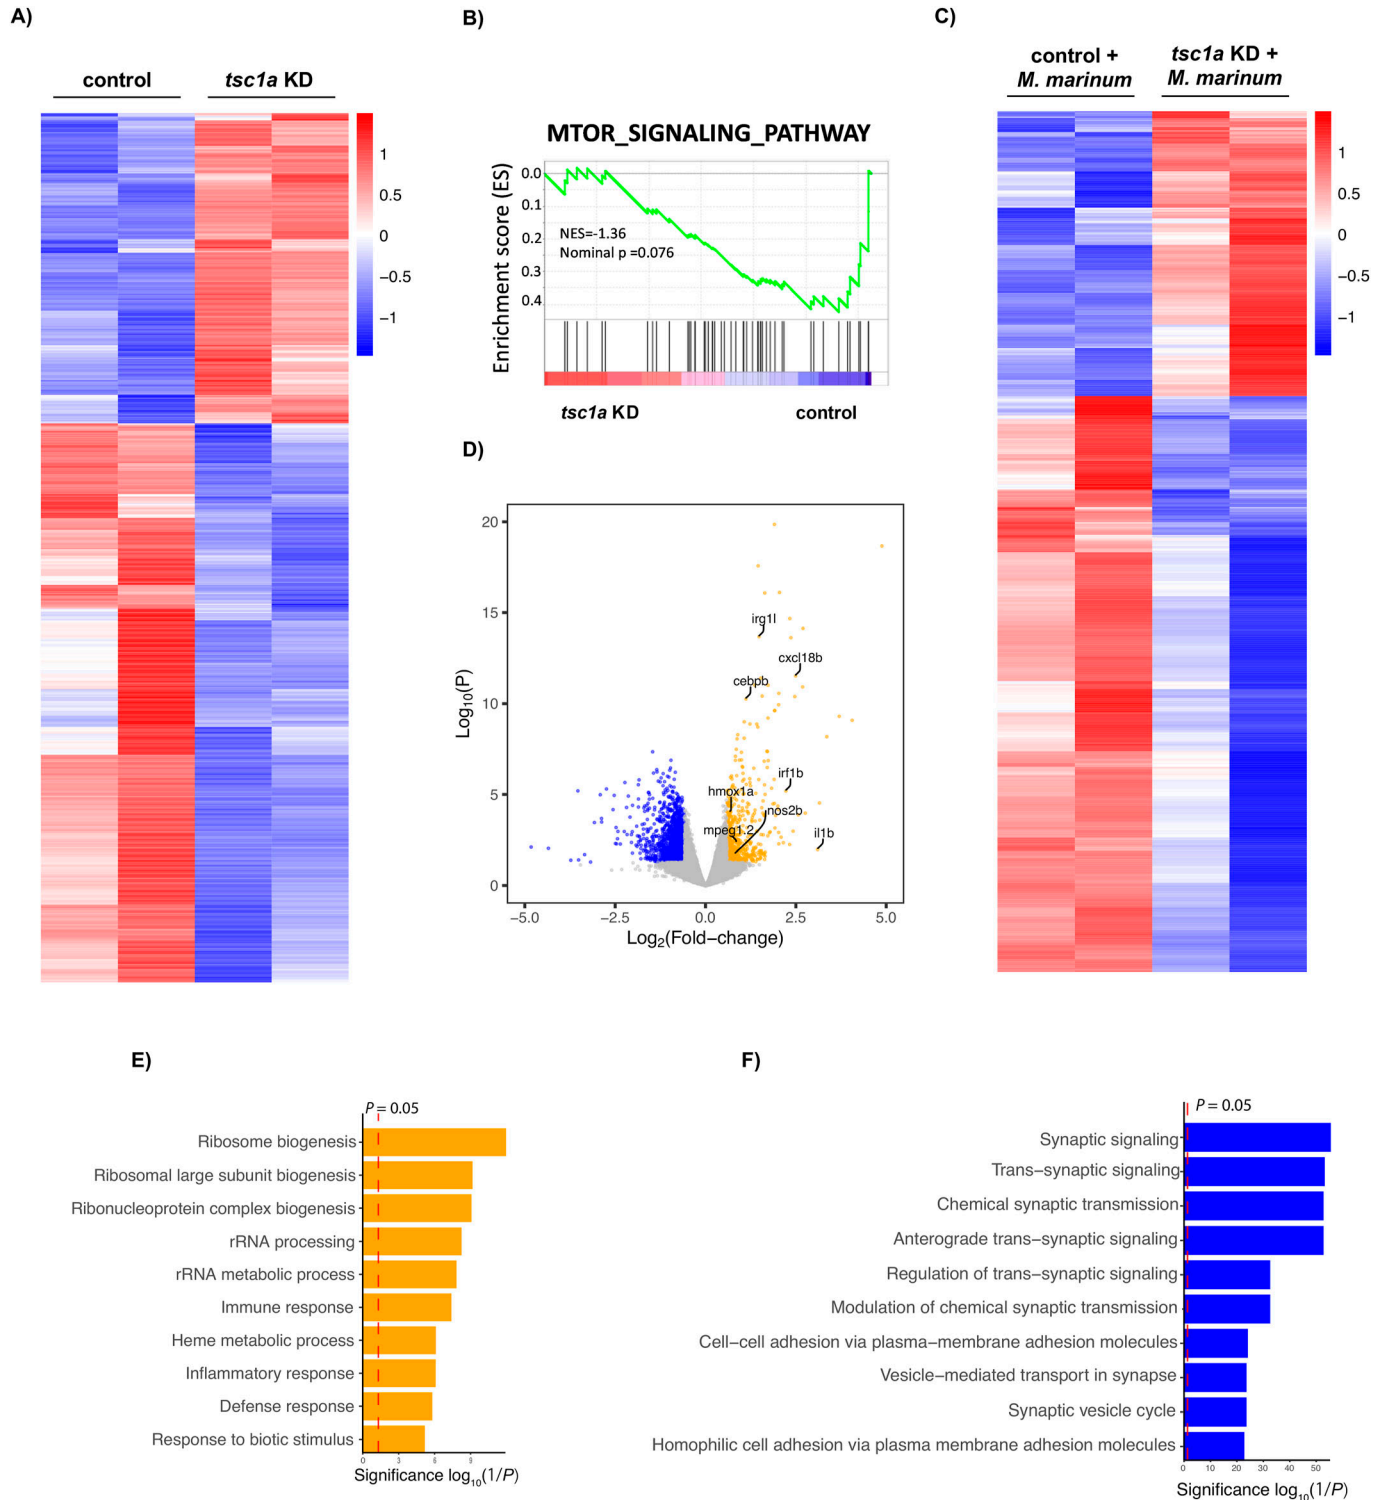 A)
control
tsc1a KD
1
0.5
0
−0.5
−1
B)
MTOR_SIGNALING_PATHWAY
Enrichment score (ES)
0.0
0.1
0.2
0.3
0.4
NES=-1.36
Nominal p =0.076
tsc1a KD
control
C)
control +
M. marinum
tsc1a KD +
M. marinum
1
0.5
0
−0.5
−1
D)
Log10(P)
20
15
10
5
0
irg1l
cxcl18b
cebpb
irf1b
hmox1a
nos2b
mpeg1.2
il1b
−5.0
−2.5
0.0
2.5
5.0
Log2(Fold−change)
E)
P = 0.05
Ribosome biogenesis
Ribosomal large subunit biogenesis
Ribonucleoprotein complex biogenesis
rRNA processing
rRNA metabolic process
Immune response
Heme metabolic process
Inflammatory response
Defense response
Response to biotic stimulus
0
3
6
9
Significance log10(1/P)
F)
P = 0.05
Synaptic signaling
Trans−synaptic signaling
Chemical synaptic transmission
Anterograde trans−synaptic signaling
Regulation of trans−synaptic signaling
Modulation of chemical synaptic transmission
Cell−cell adhesion via plasma−membrane adhesion molecules
Vesicle−mediated transport in synapse
Synaptic vesicle cycle
Homophilic cell adhesion via plasma membrane adhesion molecules
0
10
20
30
40
50
Significance log10(1/P)